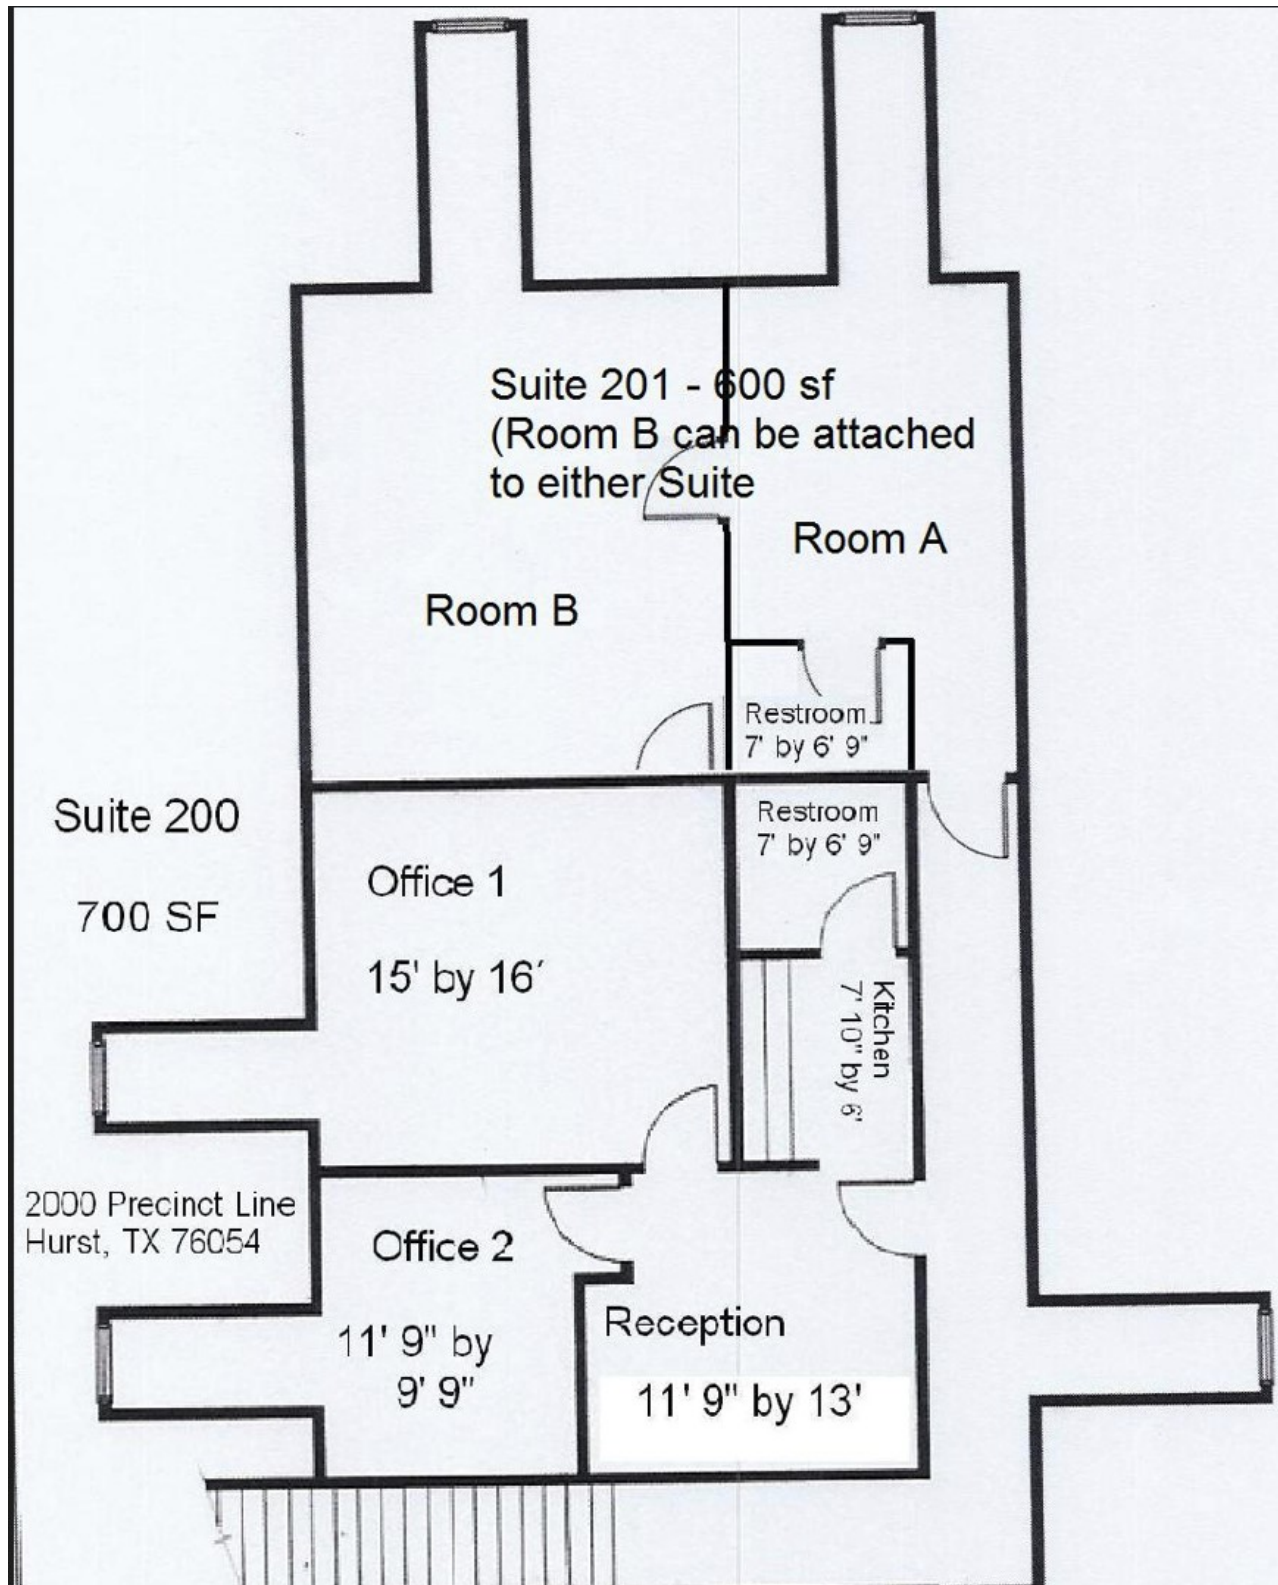 Suite 201 - 600 sf
(Room B can be attached
to either Suite
Room A
Room B
Restroom
7' by 6' 9"
Suite 200
700 SF
Restroom
7' by 6' 9"
Office 1
15' by 16'
Kitchen
7' 10" by 6'
2000 Precinct Line
Hurst, TX 76054
Office 2
11' 9" by
9' 9"
Reception
11' 9" by 13'